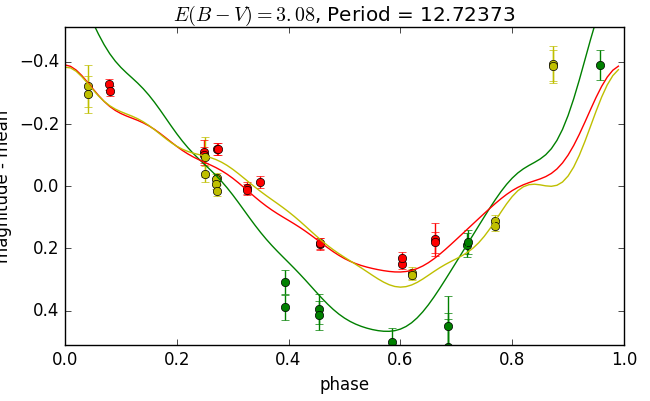 E(B − V) = 3.08, Period = 12.72373
−0.4
−0.2
0.0
0.2
0.4
magnitude - mean
0.0 0.2 0.4 0.6 0.8 1.0
phase